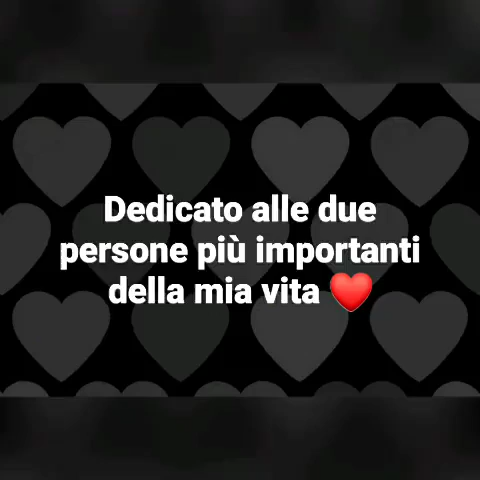 Dedicato alle due
persone più importanti
della mia vita ❤️